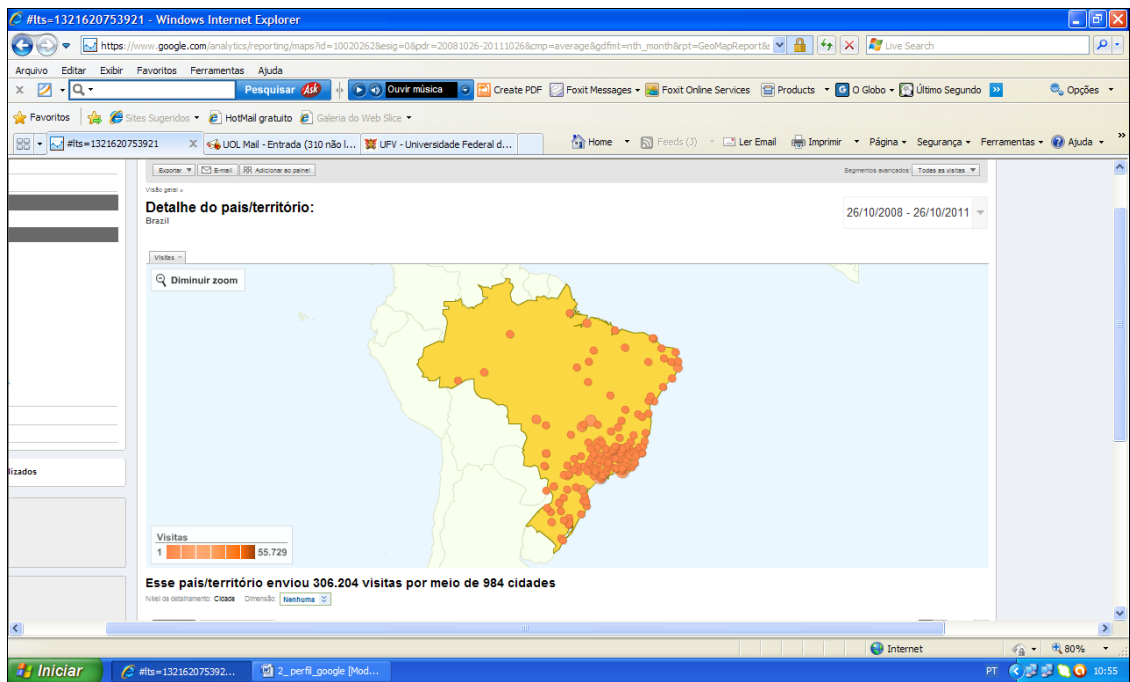 #lts=1321620753921 - Windows Internet Explorer
https://www.google.com/analytics/reporting/maps?id=10020262&esig=0&pdr=20081026-20111026&cmp=average&gdfmt=nth_month&rpt=GeoMapReport&
Live Search
Arquivo Editar Exibir Favoritos Ferramentas Ajuda
Pesquisar Ask Ouvir música Create PDF Foxit Messages Foxit Online Services Products O Globo Último Segundo Opções
Favoritos Sites Sugeridos HotMail gratuito Galeria do Web Slice
#lts=1321620753921 X UOL Mail - Entrada (310 não l... UFV - Universidade Federal d... Home Feeds (J) Ler Email Imprimir Página Segurança Ferramentas Ajuda
Exportar E-mail Adicionar ao painel Segmentos avançados: Todas as visitas
Visão geral »
Detalhe do país/território:
Brazil
26/10/2008 - 26/10/2011
Visitas
Diminuir zoom
lizados
Visitas
1 55.729
Esse país/território enviou 306.204 visitas por meio de 984 cidades
Nível de detalhamento: Cidade Dimensão: Nenhuma
Internet 80%
Iniciar #lts=132162075392... 2_perfil_google [Mod... PT 10:55